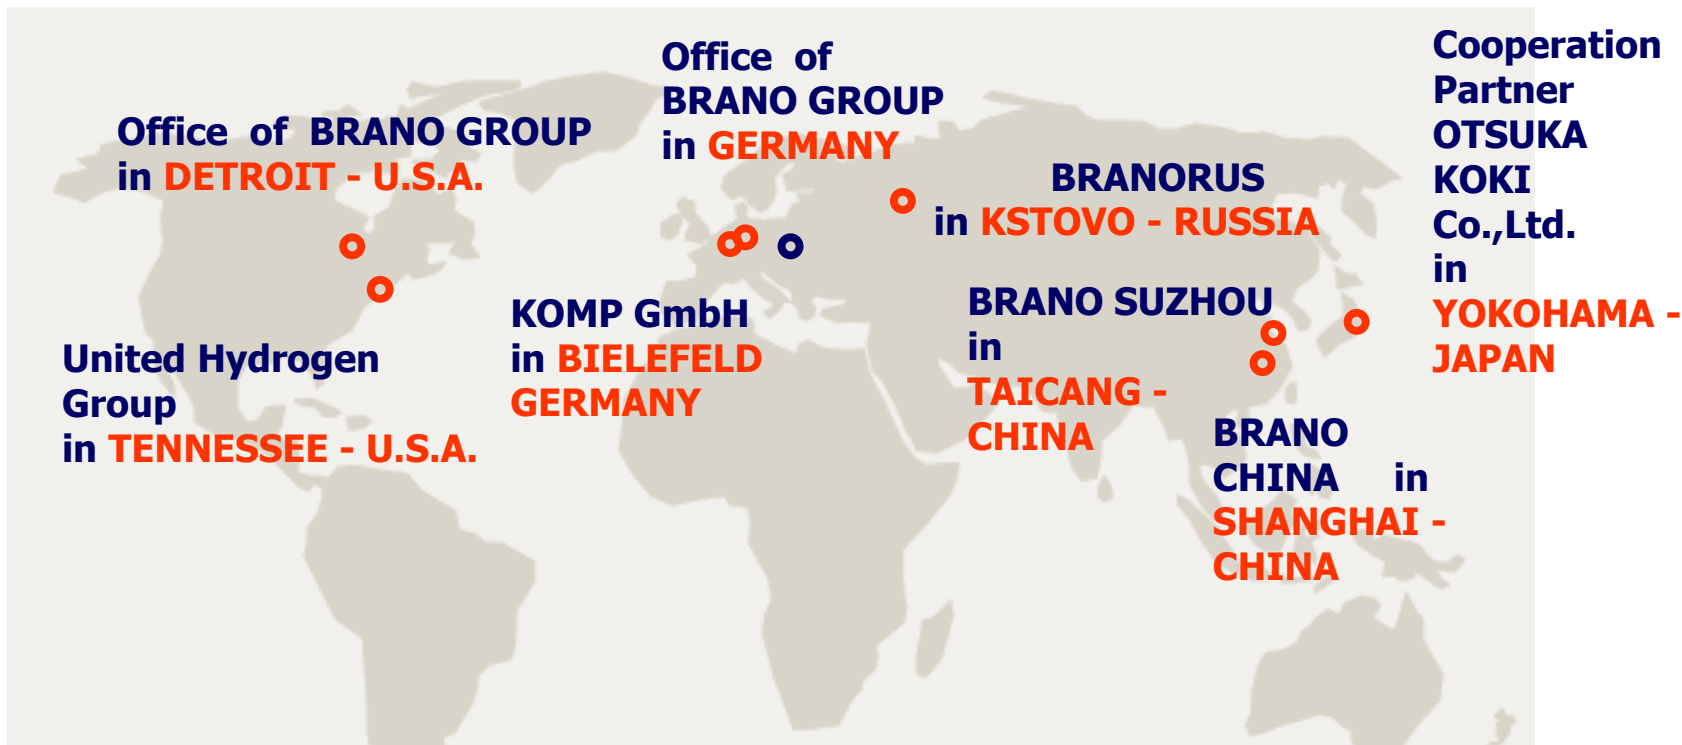 Office of
BRANO GROUP
in GERMANY
Cooperation
Partner
OTSUKA
KOKI
Co.,Ltd.
in
YOKOHAMA -
JAPAN
Office of BRANO GROUP
in DETROIT - U.S.A.
BRANORUS
in KSTOVO - RUSSIA
United Hydrogen
Group
in TENNESSEE - U.S.A.
KOMP GmbH
in BIELEFELD
GERMANY
BRANO SUZHOU
in
TAICANG -
CHINA
BRANO
CHINA in
SHANGHAI -
CHINA